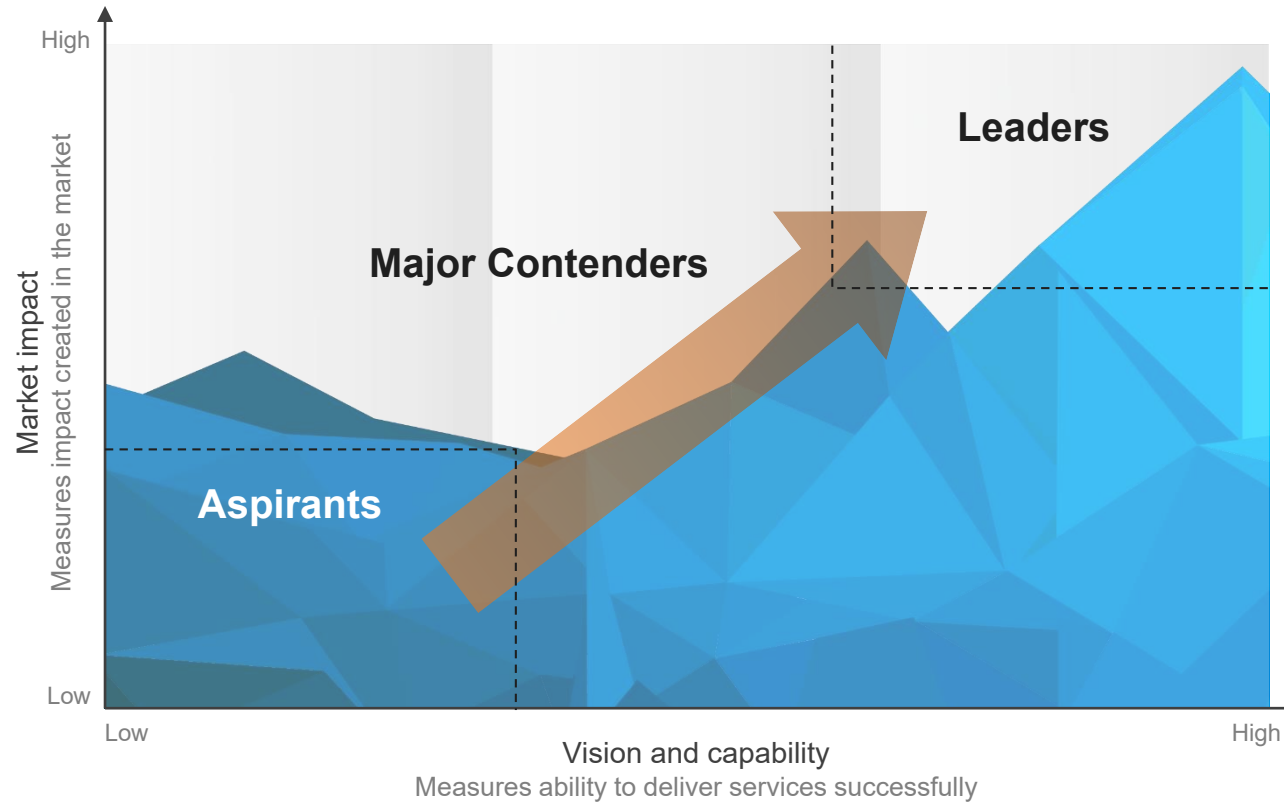 High
Leaders
Major Contenders
Market impact
Measures impact created in the market
Aspirants
Low
Low
High
Vision and capability
Measures ability to deliver services successfully